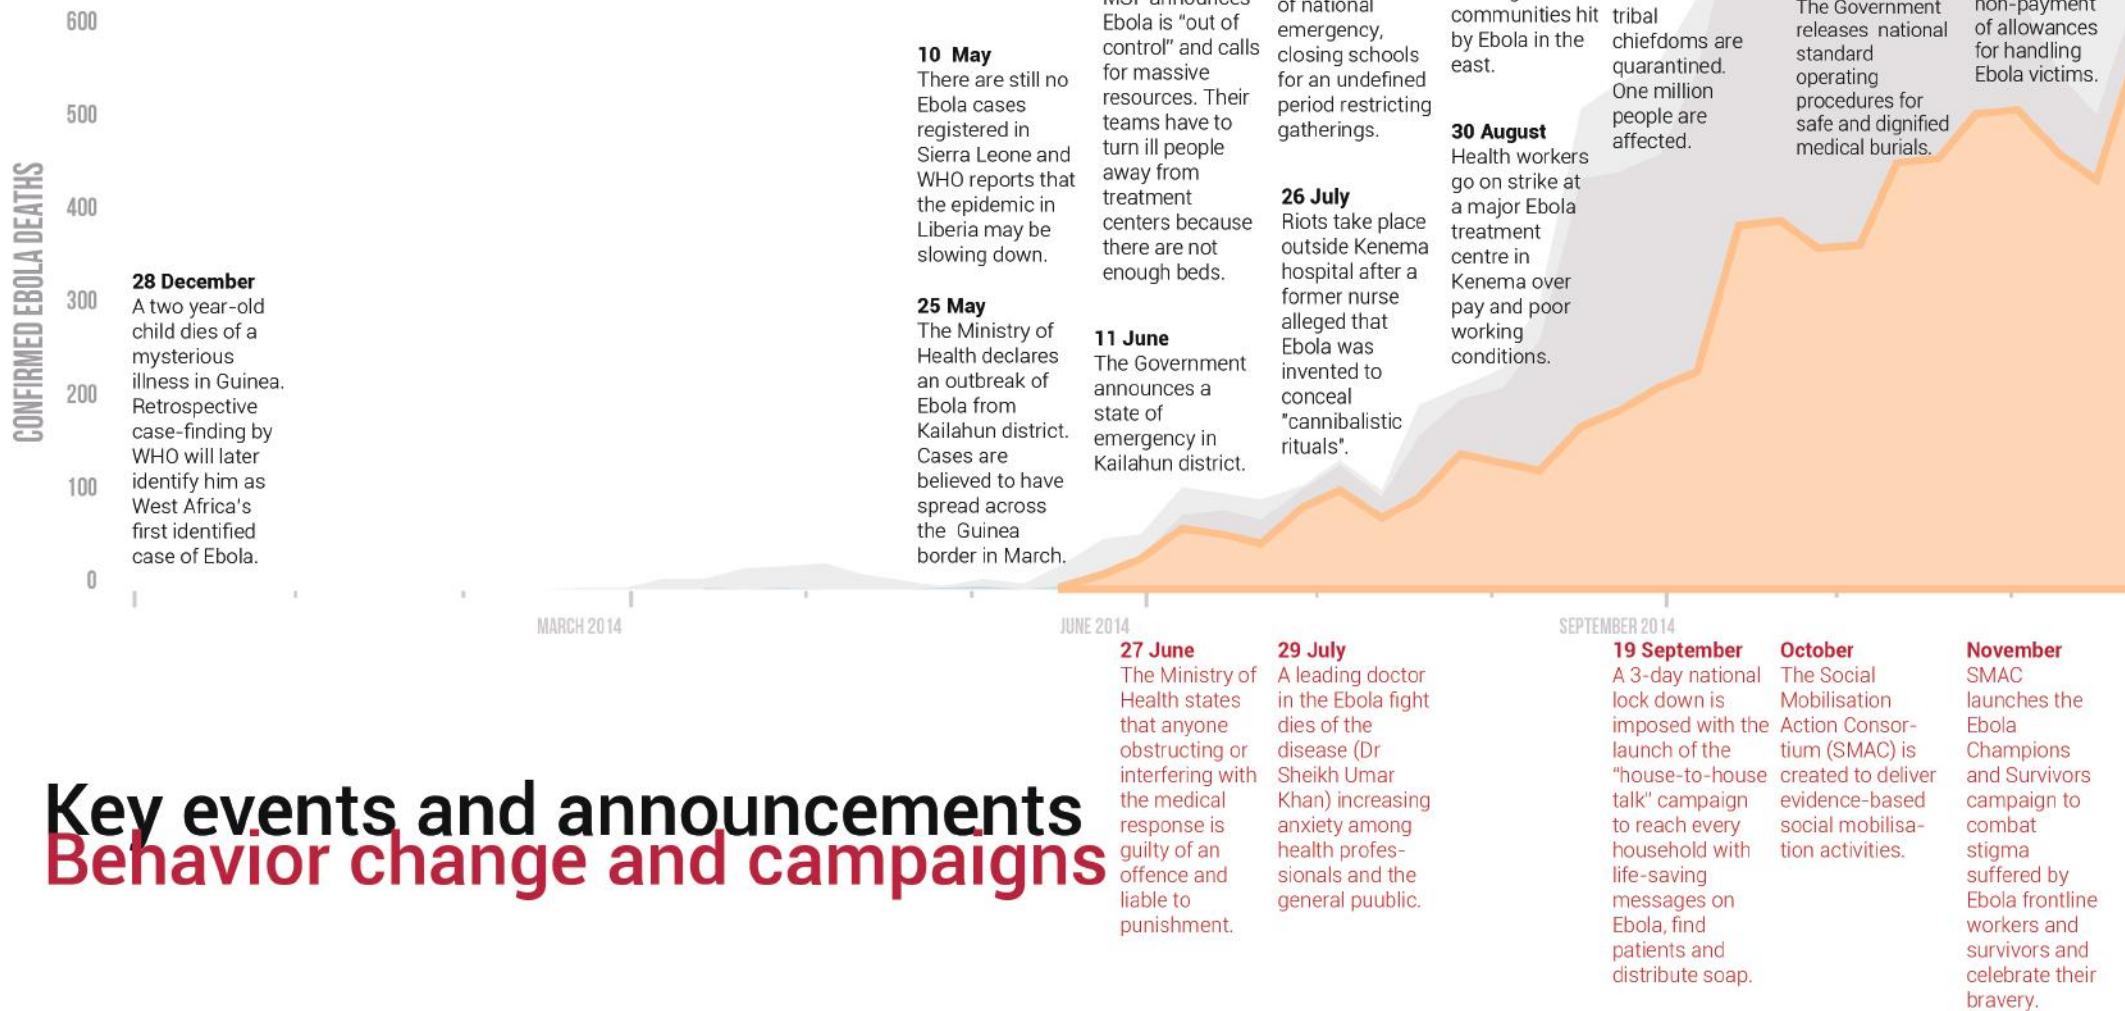 600
500
400
300
200
100
0
CONFIRMED EBOLA DEATHS
28 December
A two year-old
child dies of a
mysterious
illness in Guinea.
Retrospective
case-finding by
WHO will later
identify him as
West Africa's
first identified
case of Ebola.
10 May
There are still no
Ebola cases
registered in
Sierra Leone and
WHO reports that
the epidemic in
Liberia may be
slowing down.
25 May
The Ministry of
Health declares
an outbreak of
Ebola from
Kailahun district.
Cases are
believed to have
spread across
the Guinea
border in March.
MSF announces
Ebola is "out of
control" and calls
for massive
resources. Their
teams have to
turn ill people
away from
treatment
centers because
there are not
enough beds.
11 June
The Government
announces a
state of
emergency in
Kailahun district.
of national
emergency,
closing schools
for an undefined
period restricting
gatherings.
26 July
Riots take place
outside Kenema
hospital after a
former nurse
alleged that
Ebola was
invented to
conceal
"cannibalistic
rituals".
communities hit
by Ebola in the
east.
30 August
Health workers
go on strike at
a major Ebola
treatment
centre in
Kenema over
pay and poor
working
conditions.
tribal
chiefdoms are
quarantined.
One million
people are
affected.
The Government
releases national
standard
operating
procedures for
safe and dignified
medical burials.
non-payment
of allowances
for handling
Ebola victims.
MARCH 2014
JUNE 2014
SEPTEMBER 2014
Key events and announcements
Behavior change and campaigns
27 June
The Ministry of
Health states
that anyone
obstructing or
interfering with
the medical
response is
guilty of an
offence and
liable to
punishment.
29 July
A leading doctor
in the Ebola fight
dies of the
disease (Dr
Sheikh Umar
Khan) increasing
anxiety among
health profes-
sionals and the
general puublic.
19 September
A 3-day national
lock down is
imposed with the
launch of the
"house-to-house
talk" campaign
to reach every
household with
life-saving
messages on
Ebola, find
patients and
distribute soap.
October
The Social
Mobilisation
Action Consor-
tium (SMAC) is
created to deliver
evidence-based
social mobilisa-
tion activities.
November
SMAC
launches the
Ebola
Champions
and Survivors
campaign to
combat
stigma
suffered by
Ebola frontline
workers and
survivors and
celebrate their
bravery.